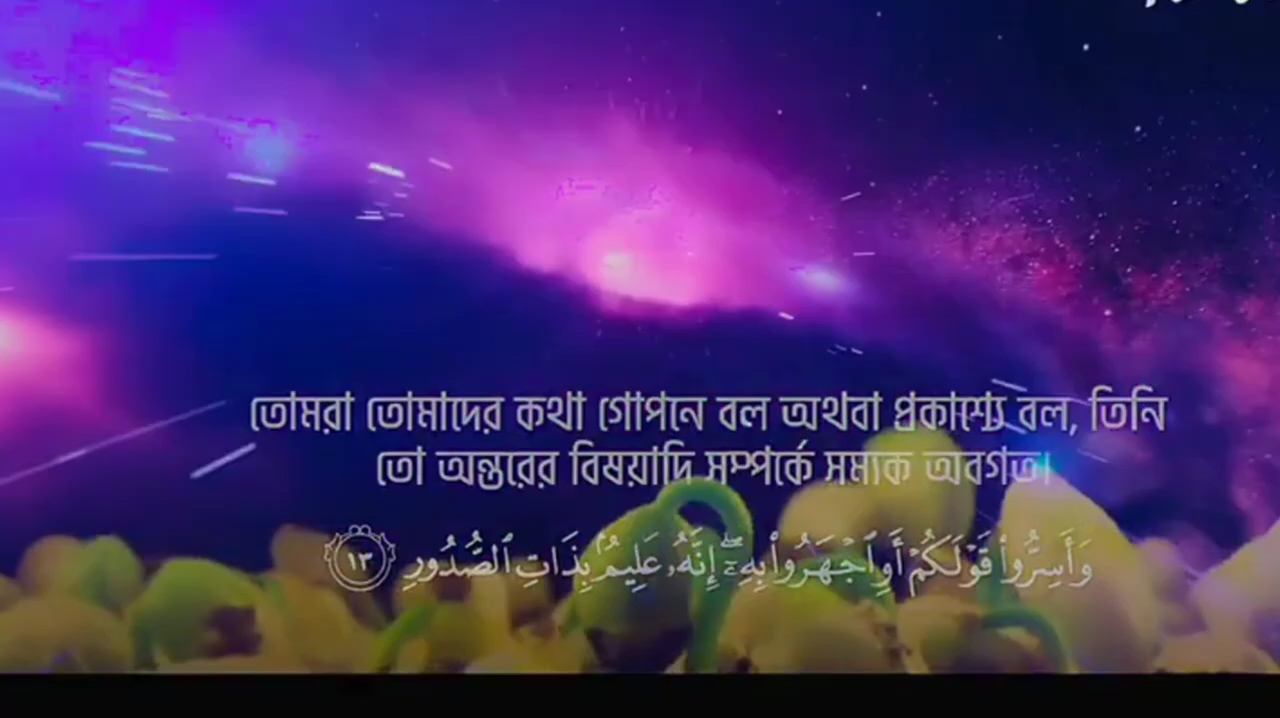 তোমরা তোমাদের কথা গোপনে বল অথবা প্রকাশ্যে বল, তিনি
তো অন্তরের বিষয়াদি সম্পর্কে সম্যক অবগত।
وَأَسِرُّوا۟ قَوْلَكُمْ أَوِ ٱجْهَرُوا۟ بِهِۦٓ ۖ إِنَّهُۥ عَلِيمٌۢ بِذَاتِ ٱلصُّدُورِ ١٣